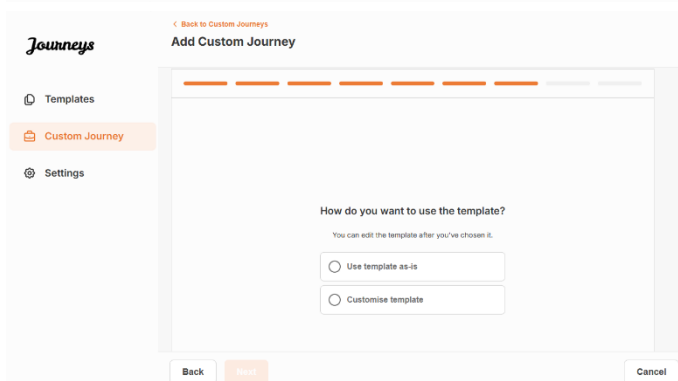 Back to Custom Journeys
Journeys
Add Custom Journey
Templates
Custom Journey
Settings
How do you want to use the template?
You can edit the template after you've chosen it.
Use template as-is
Customise template
Back
Next
Cancel